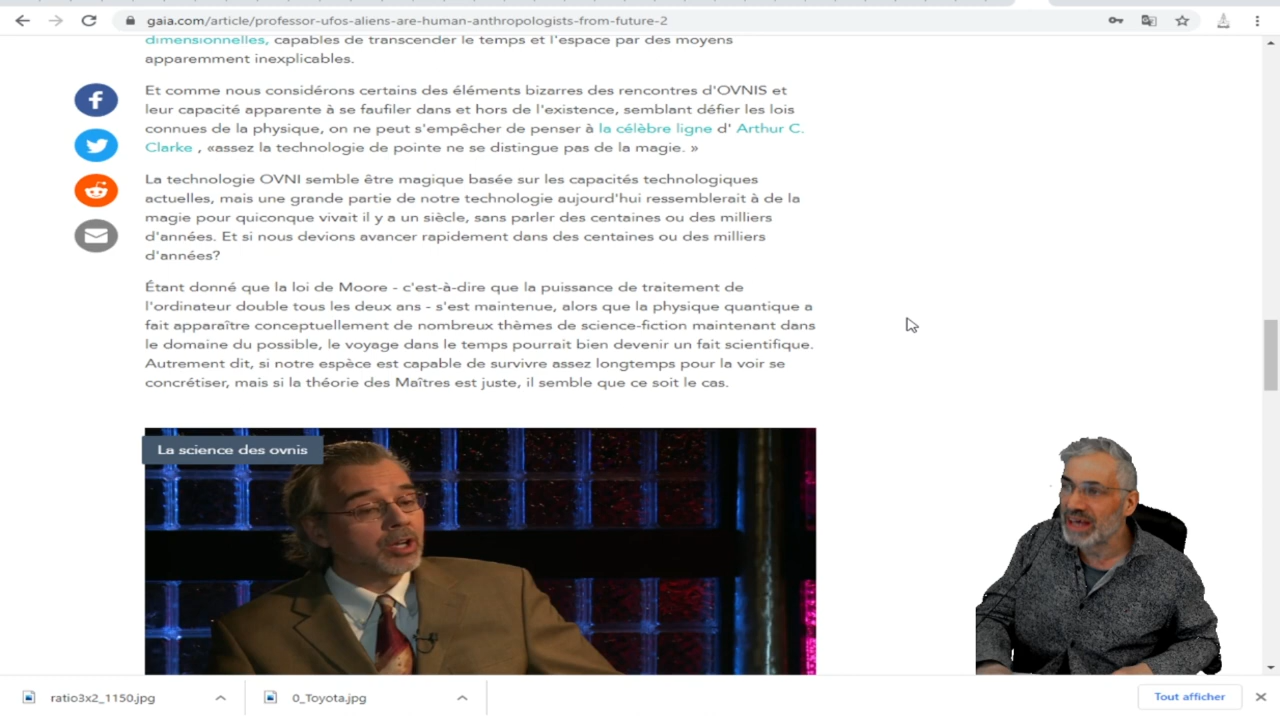 gaia.com/article/professor-ufos-aliens-are-human-anthropologists-from-future-2
dimensionnelles, capables de transcender le temps et l'espace par des moyens
apparemment inexplicables.
Et comme nous considérons certains des éléments bizarres des rencontres d'OVNIS et
leur capacité apparente à se faufiler dans et hors de l'existence, semblant défier les lois
connues de la physique, on ne peut s'empêcher de penser à la célèbre ligne d' Arthur C.
Clarke , «assez la technologie de pointe ne se distingue pas de la magie. »
La technologie OVNI semble être magique basée sur les capacités technologiques
actuelles, mais une grande partie de notre technologie aujourd'hui ressemblerait à de la
magie pour quiconque vivait il y a un siècle, sans parler des centaines ou des milliers
d'années. Et si nous devions avancer rapidement dans des centaines ou des milliers
d'années?
Étant donné que la loi de Moore - c'est-à-dire que la puissance de traitement de
l'ordinateur double tous les deux ans - s'est maintenue, alors que la physique quantique a
fait apparaître conceptuellement de nombreux thèmes de science-fiction maintenant dans
le domaine du possible, le voyage dans le temps pourrait bien devenir un fait scientifique.
Autrement dit, si notre espèce est capable de survivre assez longtemps pour la voir se
concrétiser, mais si la théorie des Maîtres est juste, il semble que ce soit le cas.
La science des ovnis
ratio3x2_1150.jpg
0_Toyota.jpg
Tout afficher